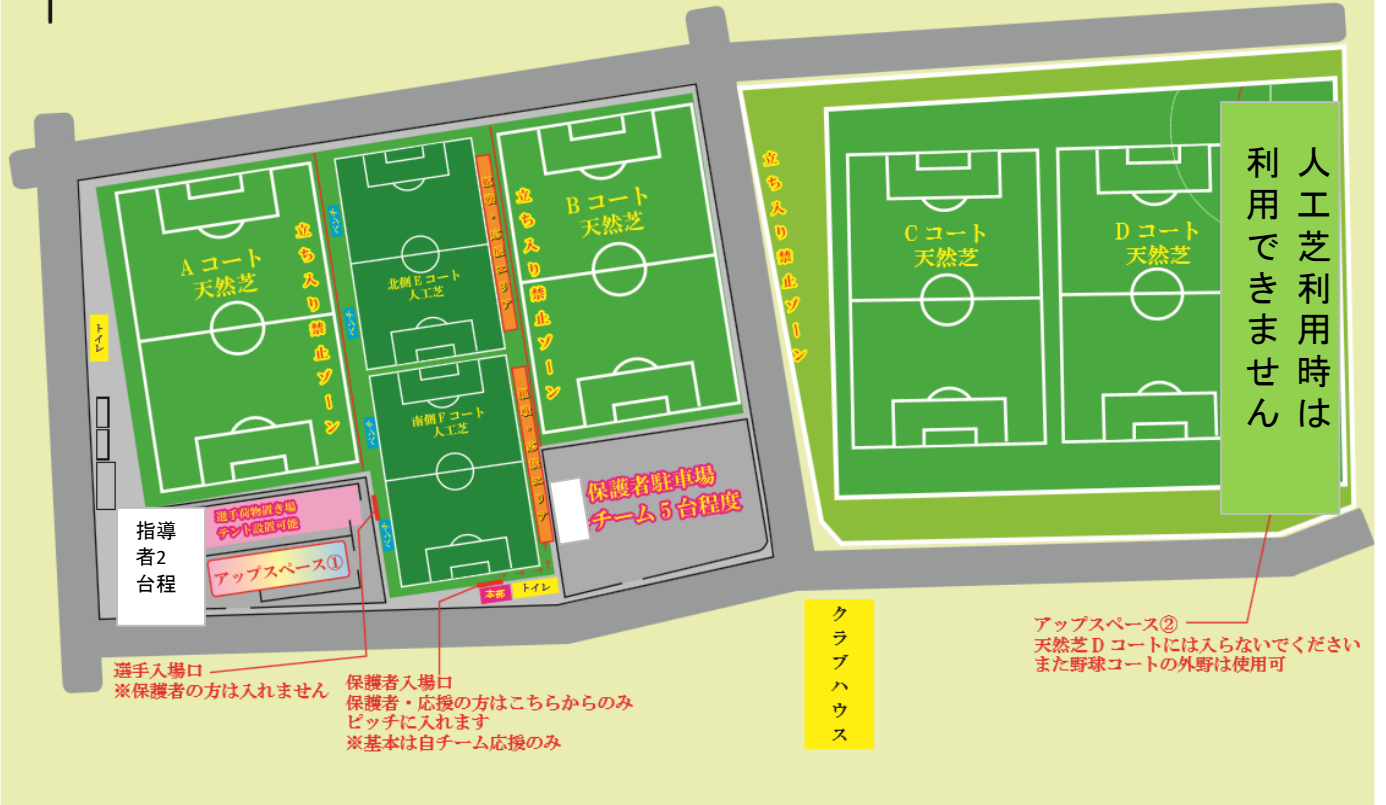 Aコート
天然芝
立ち入り禁止ゾーン
トイレ
ベンチ
ベンチ
ベンチ
ベンチ
北側Eコート
人工芝
南側Fコート
人工芝
Bコート
天然芝
立ち入り禁止ゾーン
立ち入り禁止ゾーン
Cコート
天然芝
Dコート
天然芝
人工芝利用時は
利用できません
保護者駐車場
チーム5台程度
選手荷物置き場
テント設置可能
アップスペース①
指導
者2
台程
本部
トイレ
選手入場口
※保護者の方は入れません
保護者入場口
保護者・応援の方はこちらからのみ
ピッチに入れます
※基本は自チーム応援のみ
クラブハウス
アップスペース②
天然芝Dコートには入らないでください
また野球コートの外野は使用可